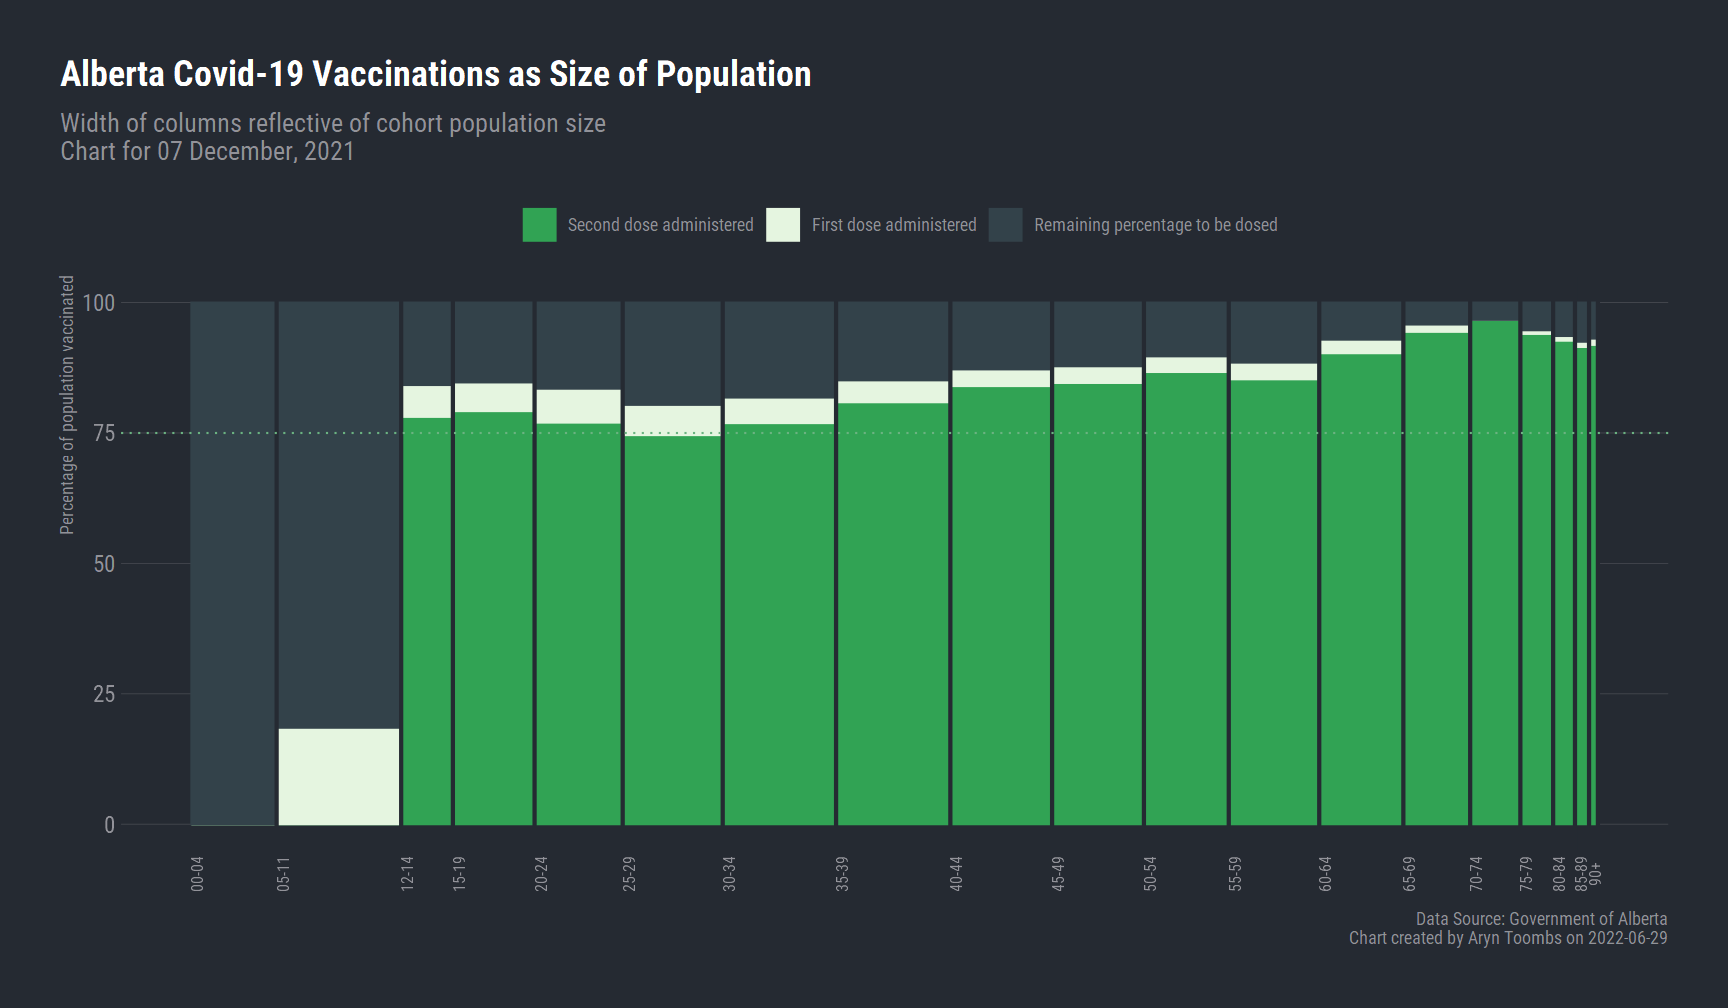 Alberta Covid-19 Vaccinations as Size of Population
Width of columns reflective of cohort population size
Chart for 07 December, 2021
Second dose administered
First dose administered
Remaining percentage to be dosed
Percentage of population vaccinated
100
75
50
25
0
00-04
05-11
12-14
15-19
20-24
25-29
30-34
35-39
40-44
45-49
50-54
55-59
60-64
65-69
70-74
75-79
80-84
85-89
90+
Data Source: Government of Alberta
Chart created by Aryn Toombs on 2022-06-29